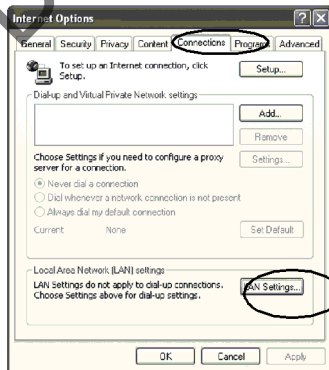 Internet Options
General Security Privacy Content Connections Programs Advanced
To set up an Internet connection, click
Setup.
Setup...
Dial-up and Virtual Private Network settings
Add...
Remove
Choose Settings if you need to configure a proxy
server for a connection.
Settings...
Never dial a connection
Dial whenever a network connection is not present
Always dial my default connection
Current None
Set Default
Local Area Network (LAN) settings
LAN Settings do not apply to dial-up connections.
Choose Settings above for dial-up settings.
LAN Settings...
OK Cancel Apply